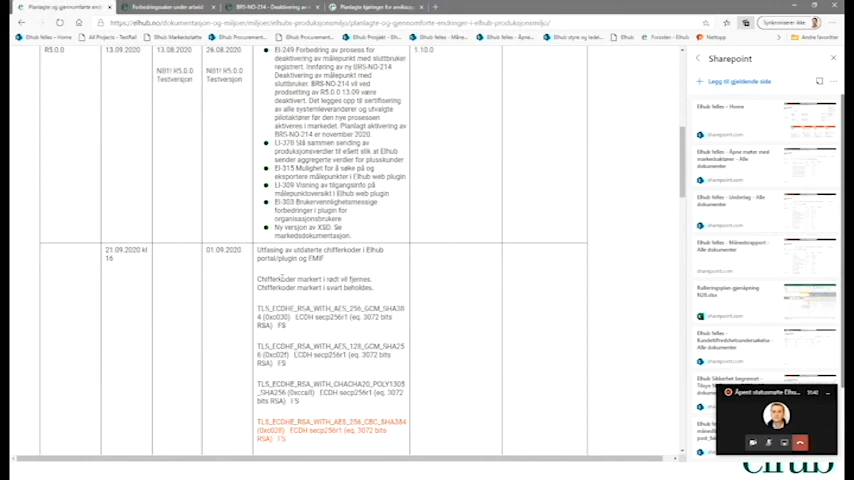 Planlagte og gjennomforte endring
Forbedringssaker under arbeid
BRS-NO-214 - Deaktivering av m
Planlagte kjøringer for avviksopp
https://elhub.no/dokumentasjon-og-miljoer/miljoer/elhubs-produksjonsmiljo/planlagte-og-gjennomforte-endringer-i-elhub-produksjonsmiljo/
Synkroniserer ikke
Elhub felles - Home
All Projects - RedRail
Elhub Procurement
Elhub Markedsstøtte
Elhub Procurement
Elhub Prosjekt - El
Elhub felles - Måne
Elhub felles - Åpne
Elhub style og ledet
Elhub
Forsiden - Elhub
Nettopp
Andre favoritter
R5.0.0
13.09.2020
13.08.2020
NB!! R5.0.0
Testversjon
26.08.2020
NB!! R5.0.0
Testversjon
EI-249 Forbedring av prosess for
deaktivering av målepunkt med sluttbruker
registrert. Innføring av ny BRS-NO-214
Deaktivering av målepunkt med
sluttbruker. BRS-NO-214 vil ved
prodsetting av R5.0.0 13.09 være
deaktivert. Det legges opp til sertifisering
av alle systemleverandører og utvalgte
pilotaktører før den nye prosessen
aktiveres i markedet. Planlagt aktivering av
BRS-NO-214 er november 2020.
EI-378 Slå sammen sending av
produksjonsverdier til eSett slik at Elhub
sender aggregerte verdier for plusskunder
EI-315 Mulighet for å søke på og
eksportere målepunkter i Elhub web plugin
EI-309 Visning av tilgangsinfo på
målepunktoversikt i Elhub web plugin
EI-303 Brukervennlighetsmessige
forbedringer i plugin for
organisasjonsbrukere
Ny versjon av XSD. Se
markedsdokumentasjon.
1.10.0
21.09.2020 kl
16
01.09.2020
Utfasing av utdaterte chifferkoder i Elhub
portal/plugin og EMIF
Chifferkoder markert i rødt vil fjernes.
Chifferkoder markert i svart beholdes.
TLS_ECDHE_RSA_WITH_AES_256_GCM_SHA38
4 (0xc030) ECDH secp256r1 (eq. 3072 bits
RSA) FS
TLS_ECDHE_RSA_WITH_AES_128_GCM_SHA25
6 (0xc02f) ECDH secp256r1 (eq. 3072 bits
RSA) FS
TLS_ECDHE_RSA_WITH_CHACHA20_POLY1305
_SHA256 (0xcca8) ECDH secp256r1 (eq. 3072
bits RSA) FS
TLS_ECDHE_RSA_WITH_AES_256_CBC_SHA384
(0xc028) ECDH secp256r1 (eq. 3072 bits
RSA) FS
Sharepoint
Legg til gjeldende side
Elhub felles – Home
sharepoint.com
Elhub felles - Åpne møter med
markedsaktører - Alle
Dokumenter
sharepoint.com
Elhub felles - Underlag - Alle
dokumenter
sharepoint.com
Elhub felles - Månedsrapport -
Alle dokumenter
sharepoint.com
Rulleringsplan gjenåpning
sharepoint.com
Elhub felles -
Kundetilfredshetsundersøkelse -
Alle dokumenter
sharepoint.com
Elhub Sikkerhet begrenset -
Elhub felles
Åpent statusmøte Elhu...
elhub